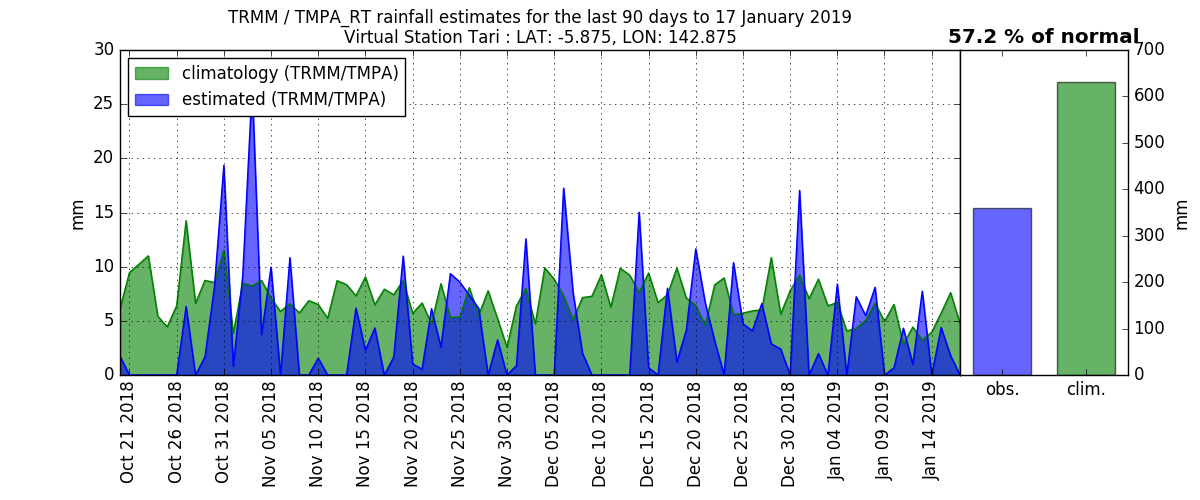 TRMM / TMPA_RT rainfall estimates for the last 90 days to 17 January 2019
Virtual Station Tari : LAT: -5.875, LON: 142.875
57.2 % of normal
climatology (TRMM/TMPA)
estimated (TRMM/TMPA)
mm
30
25
20
15
10
5
0
Oct 21 2018
Oct 26 2018
Oct 31 2018
Nov 05 2018
Nov 10 2018
Nov 15 2018
Nov 20 2018
Nov 25 2018
Nov 30 2018
Dec 05 2018
Dec 10 2018
Dec 15 2018
Dec 20 2018
Dec 25 2018
Dec 30 2018
Jan 04 2019
Jan 09 2019
Jan 14 2019
obs.
clim.
700
600
500
400
300
200
100
0
mm